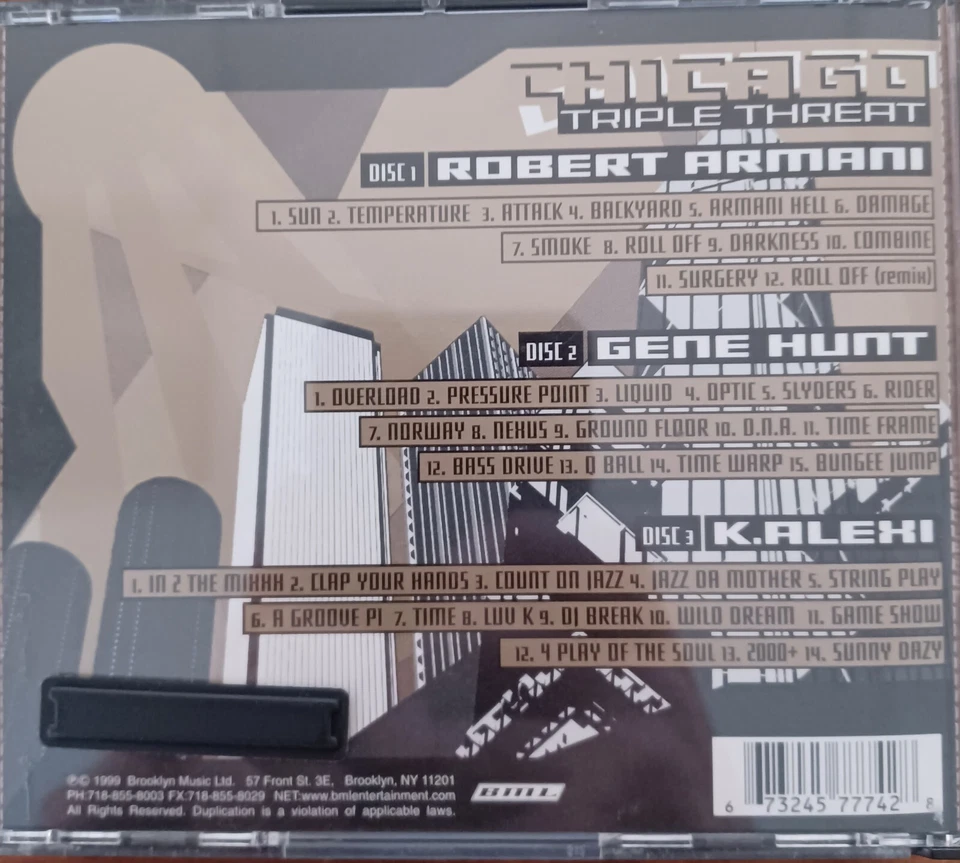 CHICAGO
TRIPLE THREAT
DISC 1 ROBERT ARMANI
1. SUN 2. TEMPERATURE 3. ATTACK 4. BACKYARD 5. ARMANI HELL 6. DAMAGE
7. SMOKE 8. ROLL OFF 9. DARKNESS 10. COMBINE
11. SURGERY 12. ROLL OFF (remix)
DISC 2 GENE HUNT
1. OVERLOAD 2. PRESSURE POINT 3. LIQUID 4. OPTIC 5. SLYDERS 6. RIDER
7. NORWAY 8. NEXUS 9. GROUND FLOOR 10. D.N.A. 11. TIME FRAME
12. BASS DRIVE 13. Q BALL 14. TIME WARP 15. BUNGEE JUMP
DISC 3 K.ALEXI
1. IN 2 THE MIXXX 2. CLAP YOUR HANDS 3. COUNT ON JAZZ 4. JAZZ DA MOTHER 5. STRING PLAY
6. A GROOVE PI 7. TIME 8. LUV K 9. DJ BREAK 10. WILD DREAM 11. GAME SHOW
12. 4 PLAY OF THE SOUL 13. 2000+ 14. SUNNY DAZY
℗© 1999 Brooklyn Music Ltd. 57 Front St. 3E, Brooklyn, NY 11201
PH:718-855-8003 FX:718-855-8029 NET:www.bmlentertainment.com
All Rights Reserved. Duplication is a violation of applicable laws.
BML
6 73245 77742 8